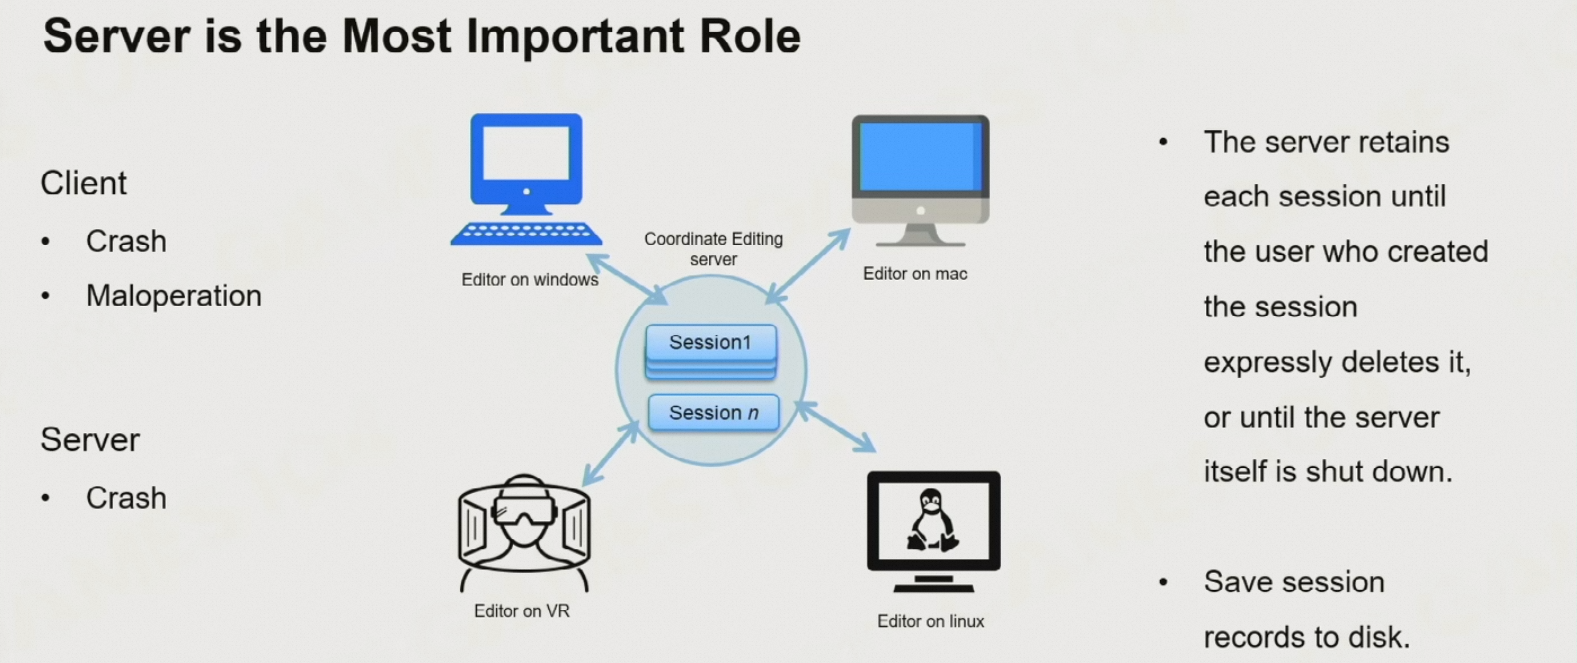 Server is the Most Important Role
Client
• Crash
• Maloperation
Server
• Crash
Editor on windows
Coordinate Editing
server
Editor on mac
Session1
Session n
Editor on VR
Editor on linux
• The server retains
each session until
the user who created
the session
expressly deletes it,
or until the server
itself is shut down.
• Save session
records to disk.